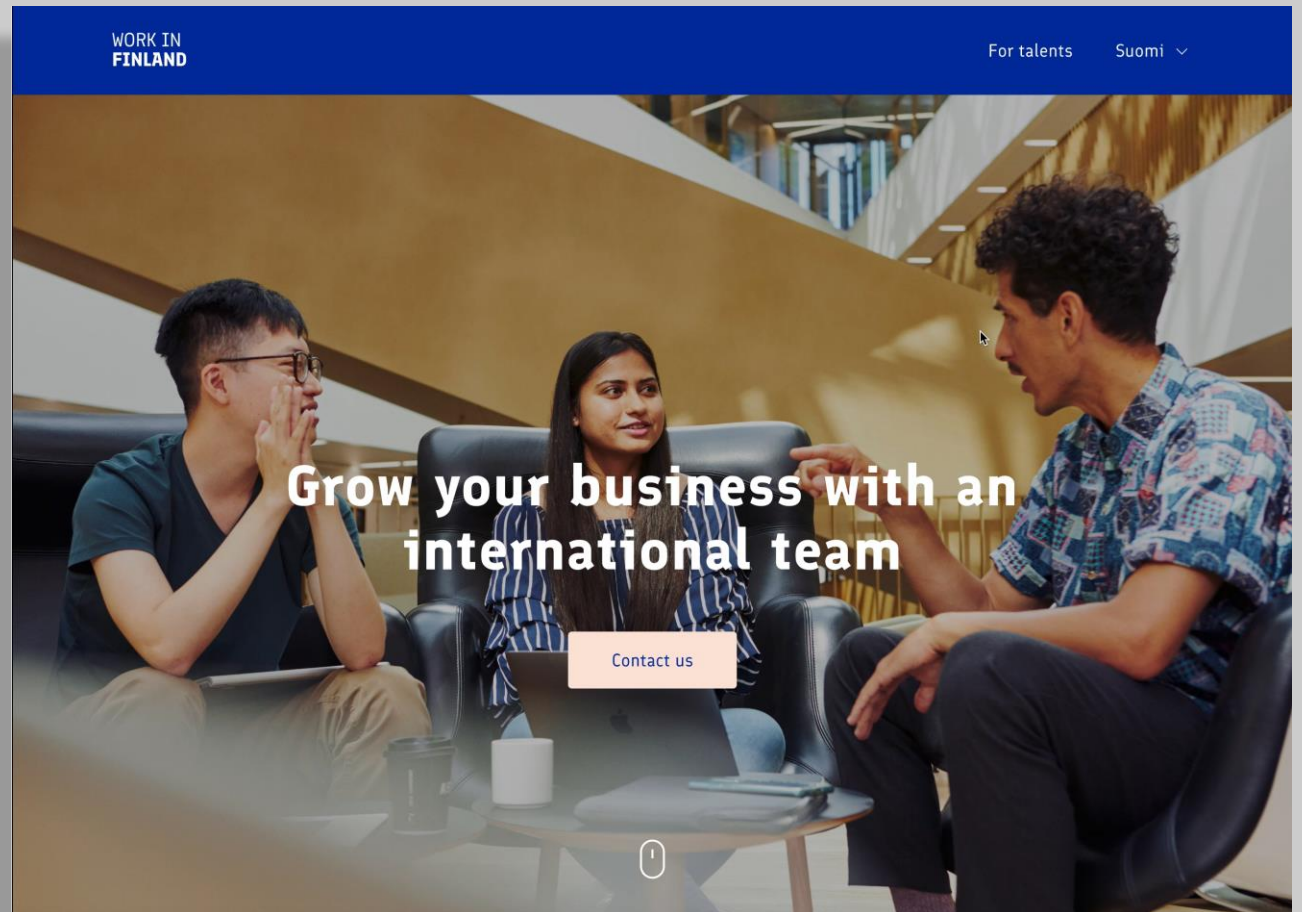 WORK IN
FINLAND
For talents
Suomi
Grow your business with an
international team
Contact us